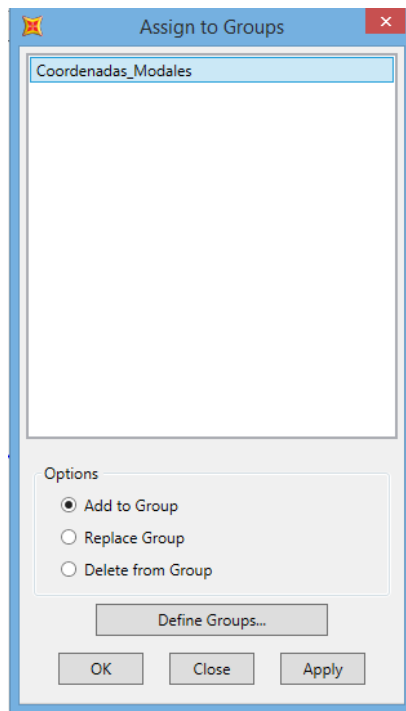 Assign to Groups
Coordenadas_Modales
Options
Add to Group
Replace Group
Delete from Group
Define Groups...
OK Close Apply